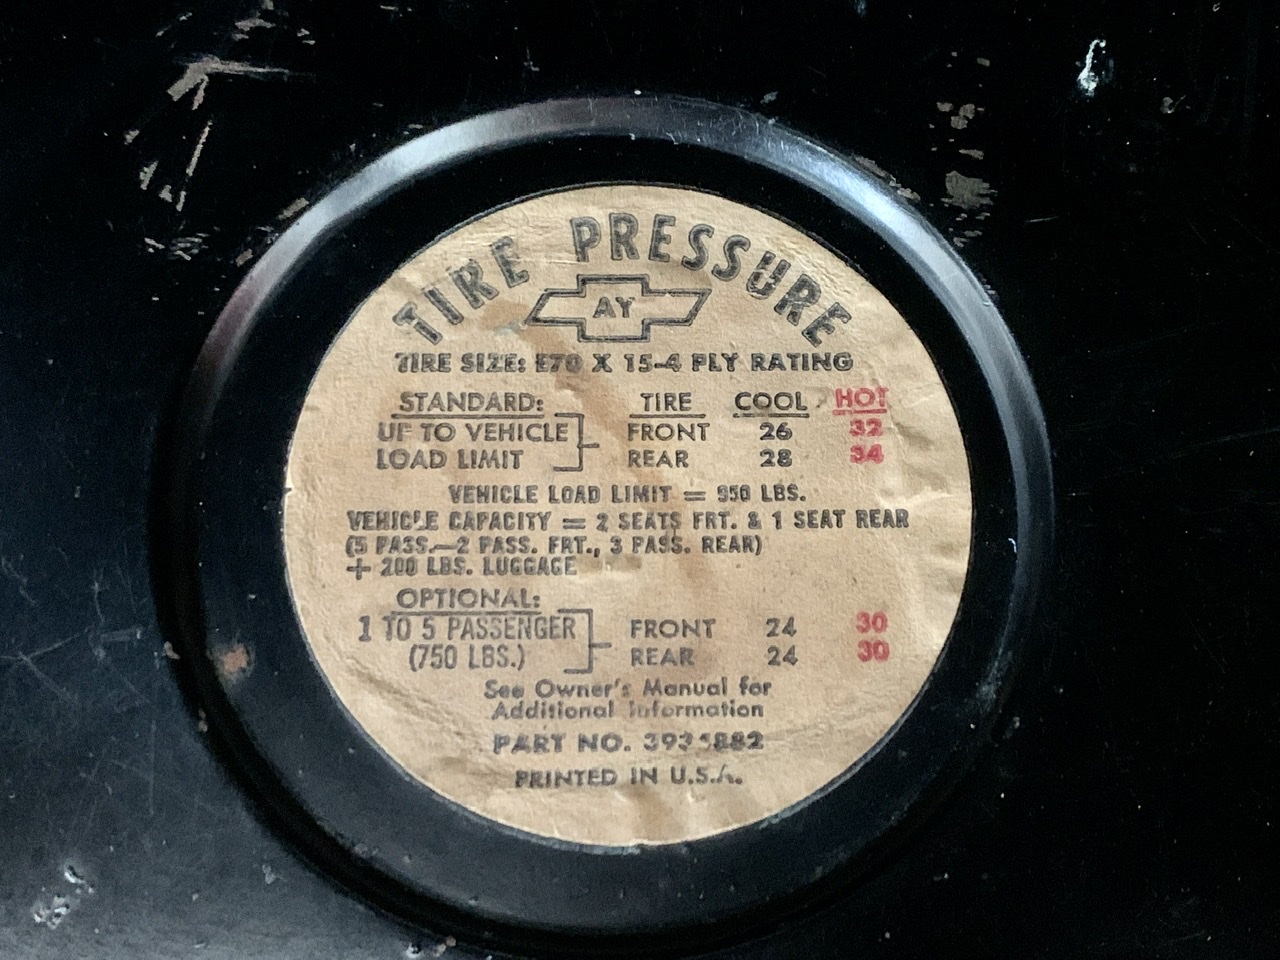 TIRE PRESSURE
AY
TIRE SIZE: E70 X 15-4 PLY RATING
STANDARD: TIRE COOL HOT
UP TO VEHICLE FRONT 26 32
LOAD LIMIT REAR 28 34
VEHICLE LOAD LIMIT = 950 LBS.
VEHICLE CAPACITY = 2 SEATS FRT. & 1 SEAT REAR
(5 PASS.—2 PASS. FRT., 3 PASS. REAR)
+ 200 LBS. LUGGAGE
OPTIONAL:
1 TO 5 PASSENGER FRONT 24 30
(750 LBS.) REAR 24 30
See Owner's Manual for
Additional Information
PART NO.
PRINTED IN U.S.A.